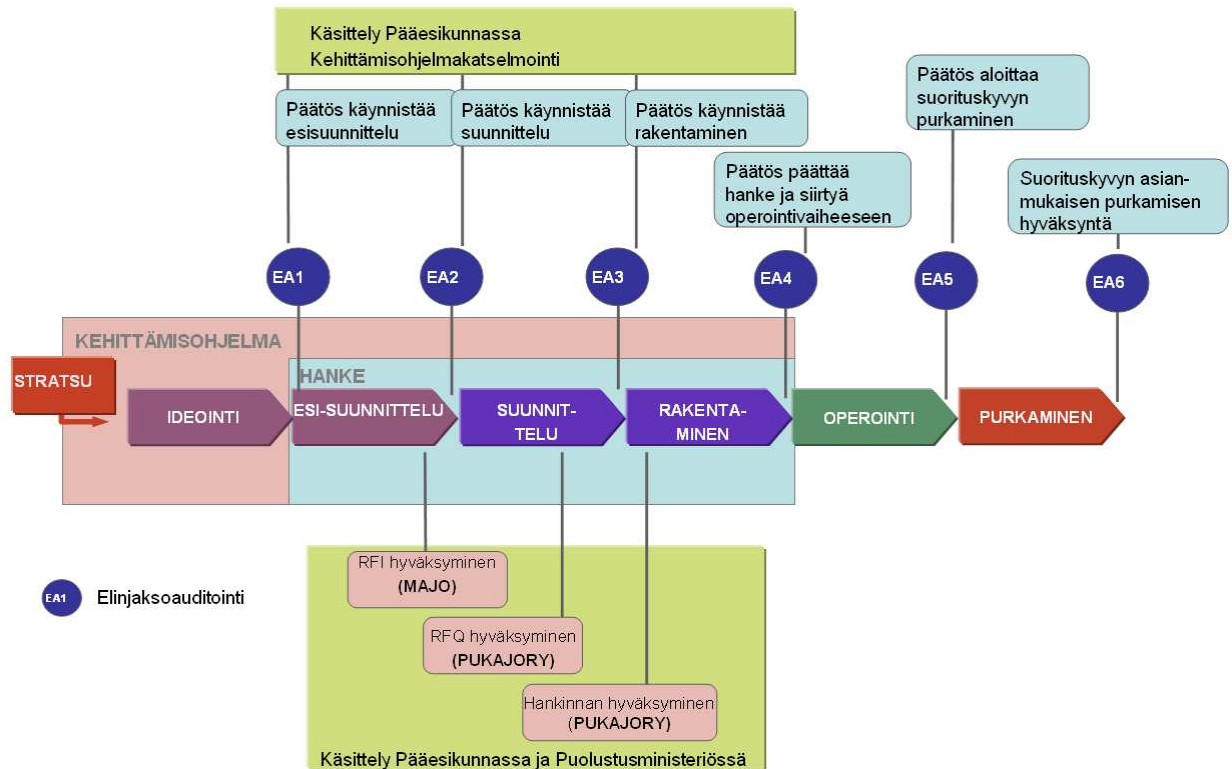 Käsittely Pääesikunnassa
Kehittämisohjelmakatselmointi
Päätös käynnistää
esisuunnittelu
Päätös käynnistää
suunnittelu
Päätös käynnistää
rakentaminen
Päätös aloittaa
suorituskyvyn
purkaminen
Päätös päättää
hanke ja siirtyä
operointivaiheeseen
Suorituskyvyn asian-
mukaisen purkamisen
hyväksyntä
EA1
EA2
EA3
EA4
EA5
EA6
KEHITTÄMISOHJELMA
HANKE
STRATSU
IDEOINTI
ESI-SUUNNITTELU
SUUNNIT-
TELU
RAKENTA-
MINEN
OPEROINTI
PURKAMINEN
RFI hyväksyminen
(MAJO)
EA1
Elinjaksoauditointi
RFQ hyväksyminen
(PUKAJORY)
Hankinnan hyväksyminen
(PUKAJORY)
Käsittely Pääesikunnassa ja Puolustusministeriössä